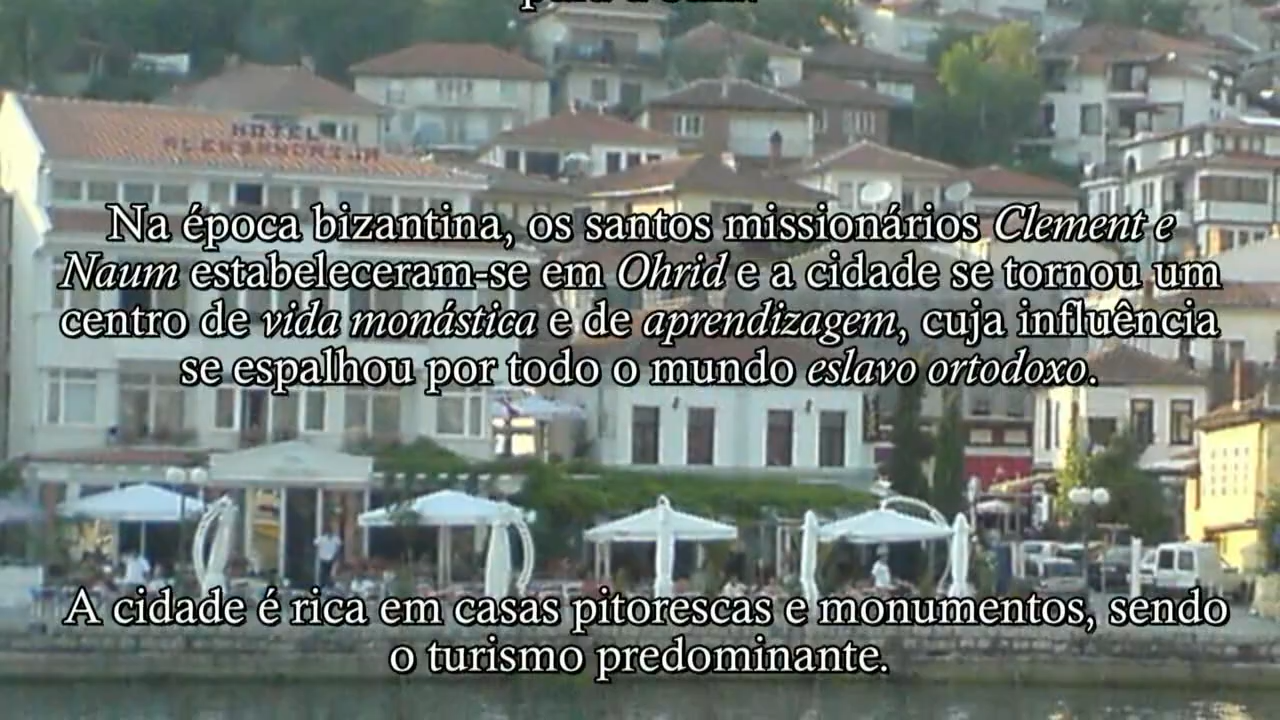 HOTEL
Na época bizantina, os santos missionários Clement e
Naum estabeleceram-se em Ohrid e a cidade se tornou um
centro de vida monástica e de aprendizagem, cuja influência
se espalhou por todo o mundo eslavo ortodoxo.
A cidade é rica em casas pitorescas e monumentos, sendo
o turismo predominante.